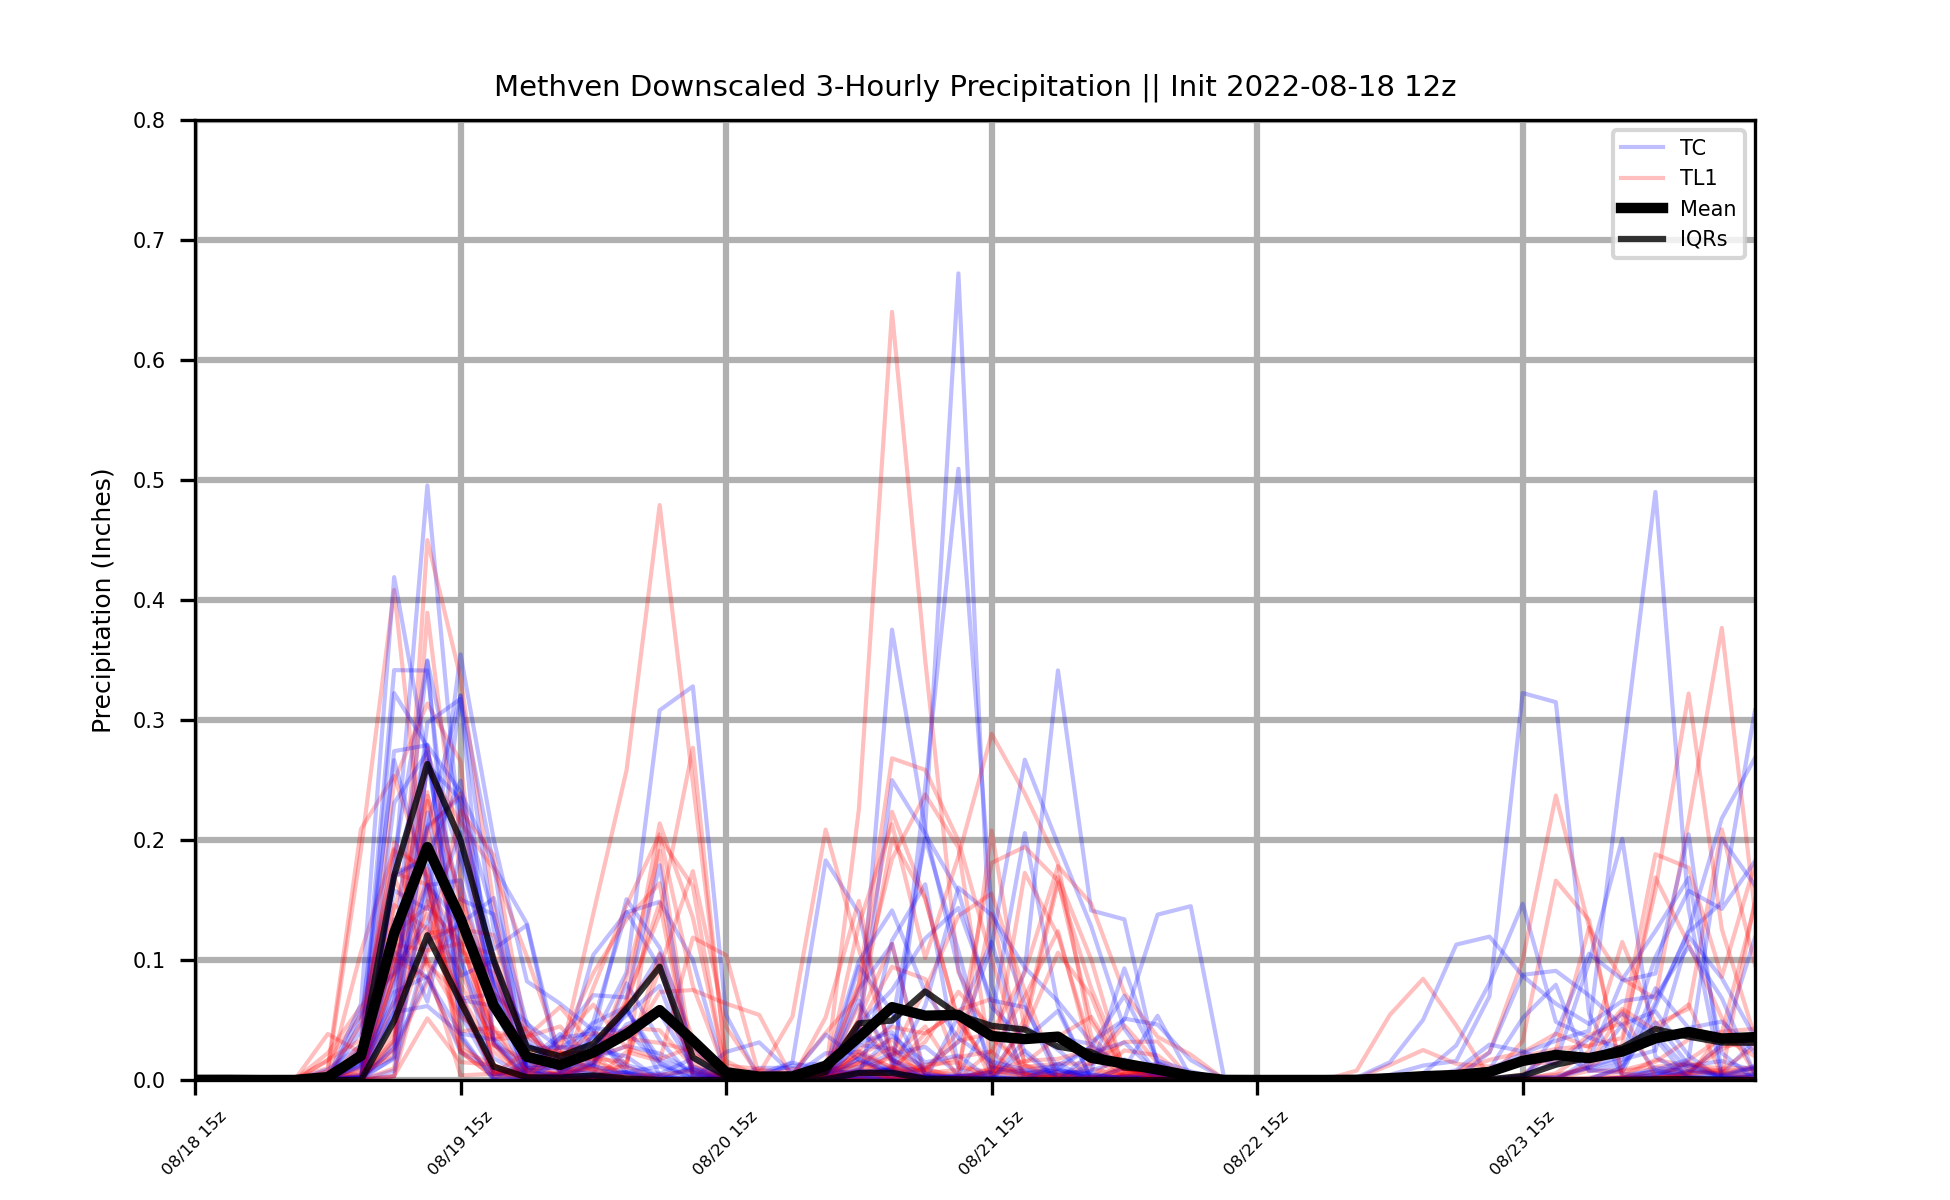 Methven Downscaled 3-Hourly Precipitation || Init 2022-08-18 12z
TC
TL1
Mean
IQRs
Precipitation (Inches)
0.8
0.7
0.6
0.5
0.4
0.3
0.2
0.1
0.0
08/18 15z
08/19 15z
08/20 15z
08/21 15z
08/22 15z
08/23 15z